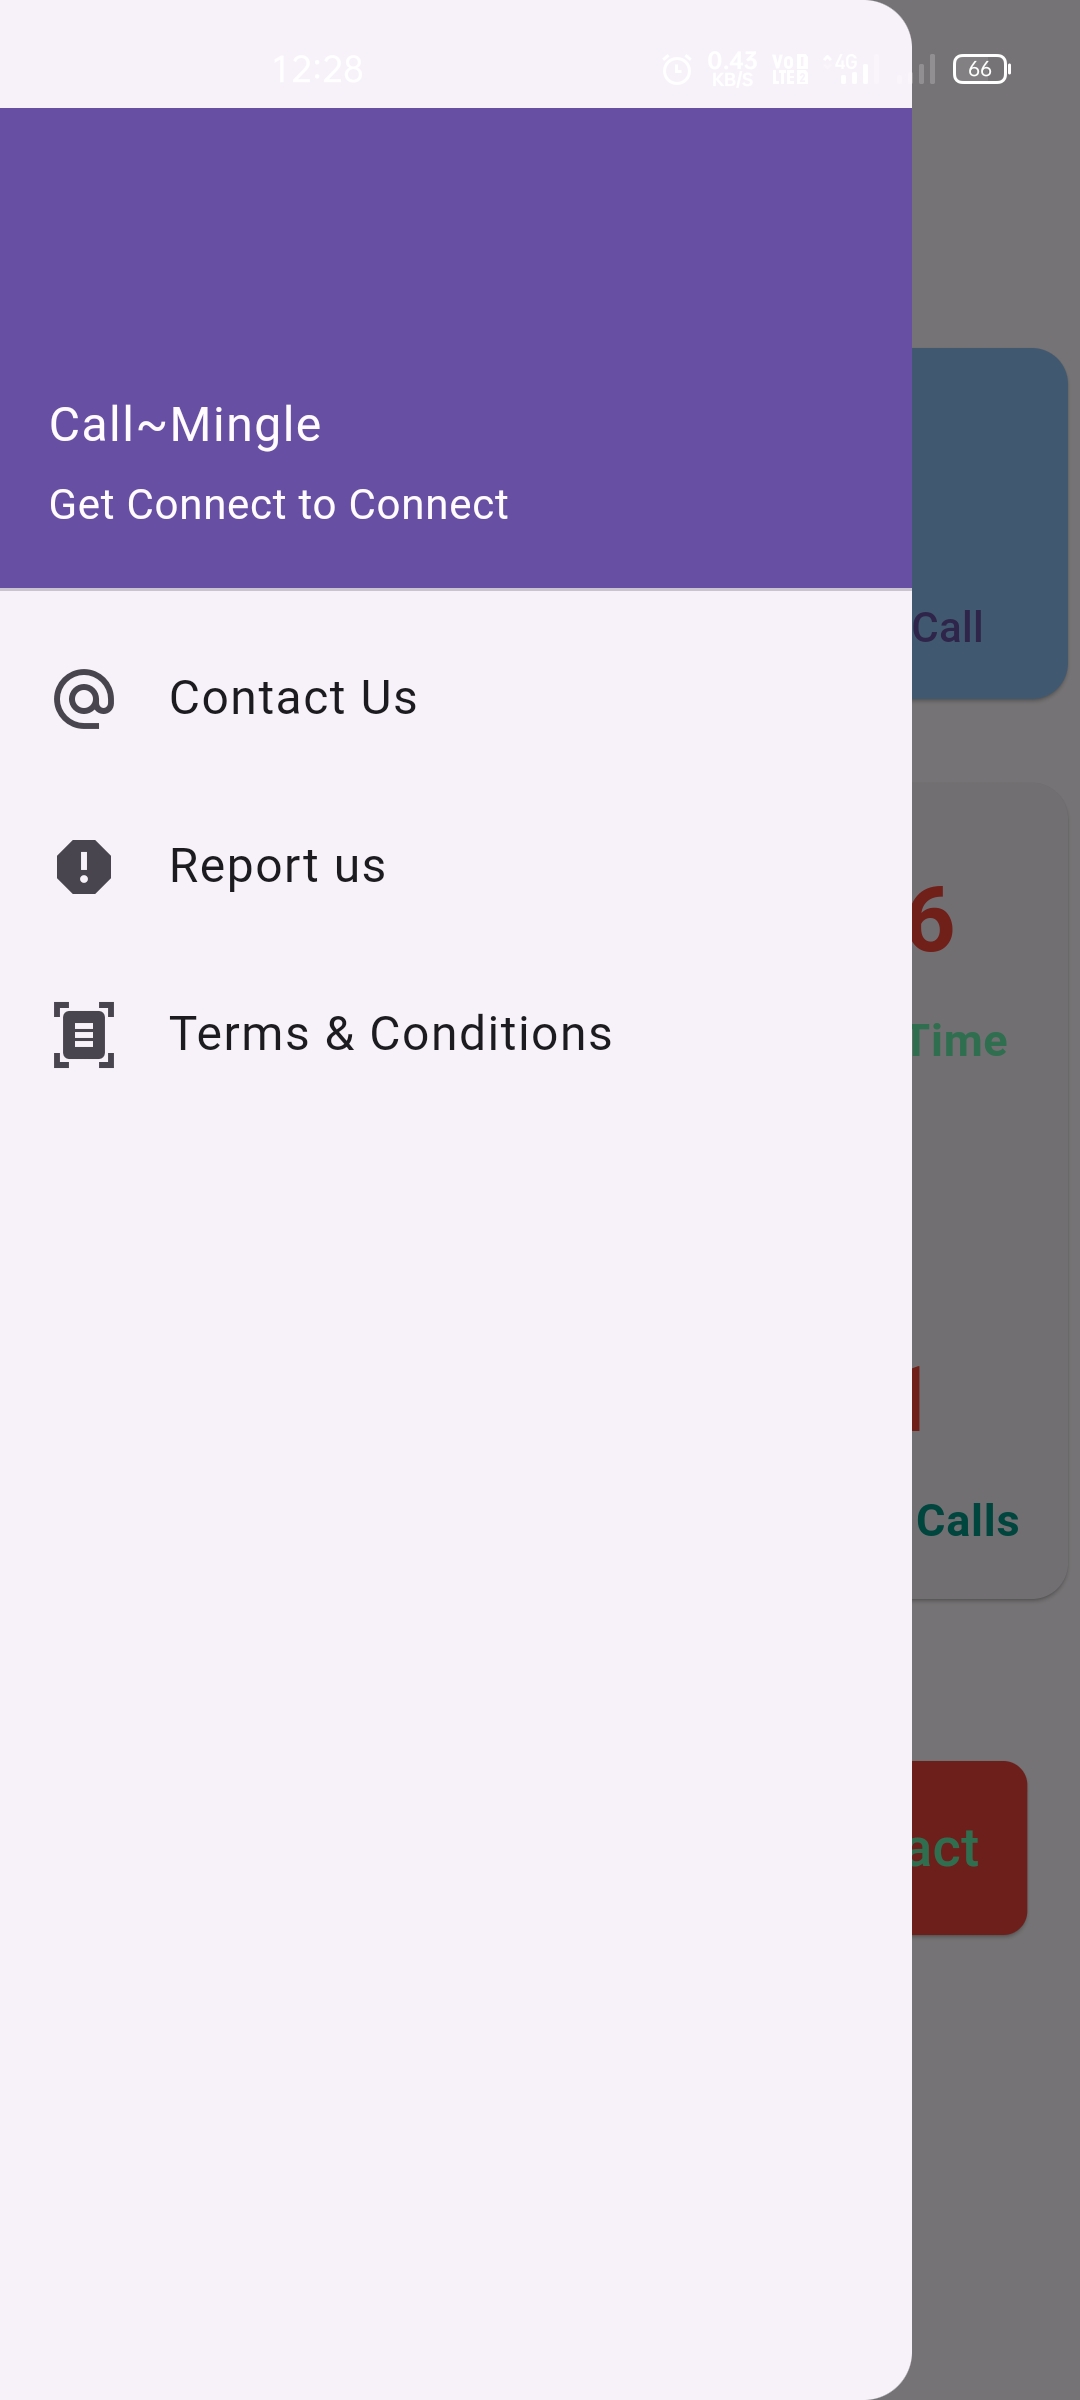 12:28 0.43 KB/S Vo LTE 4G 66
Call~Mingle
Get Connect to Connect
Call
Contact Us
Report us
6
Terms & Conditions
Time
1
Calls
act